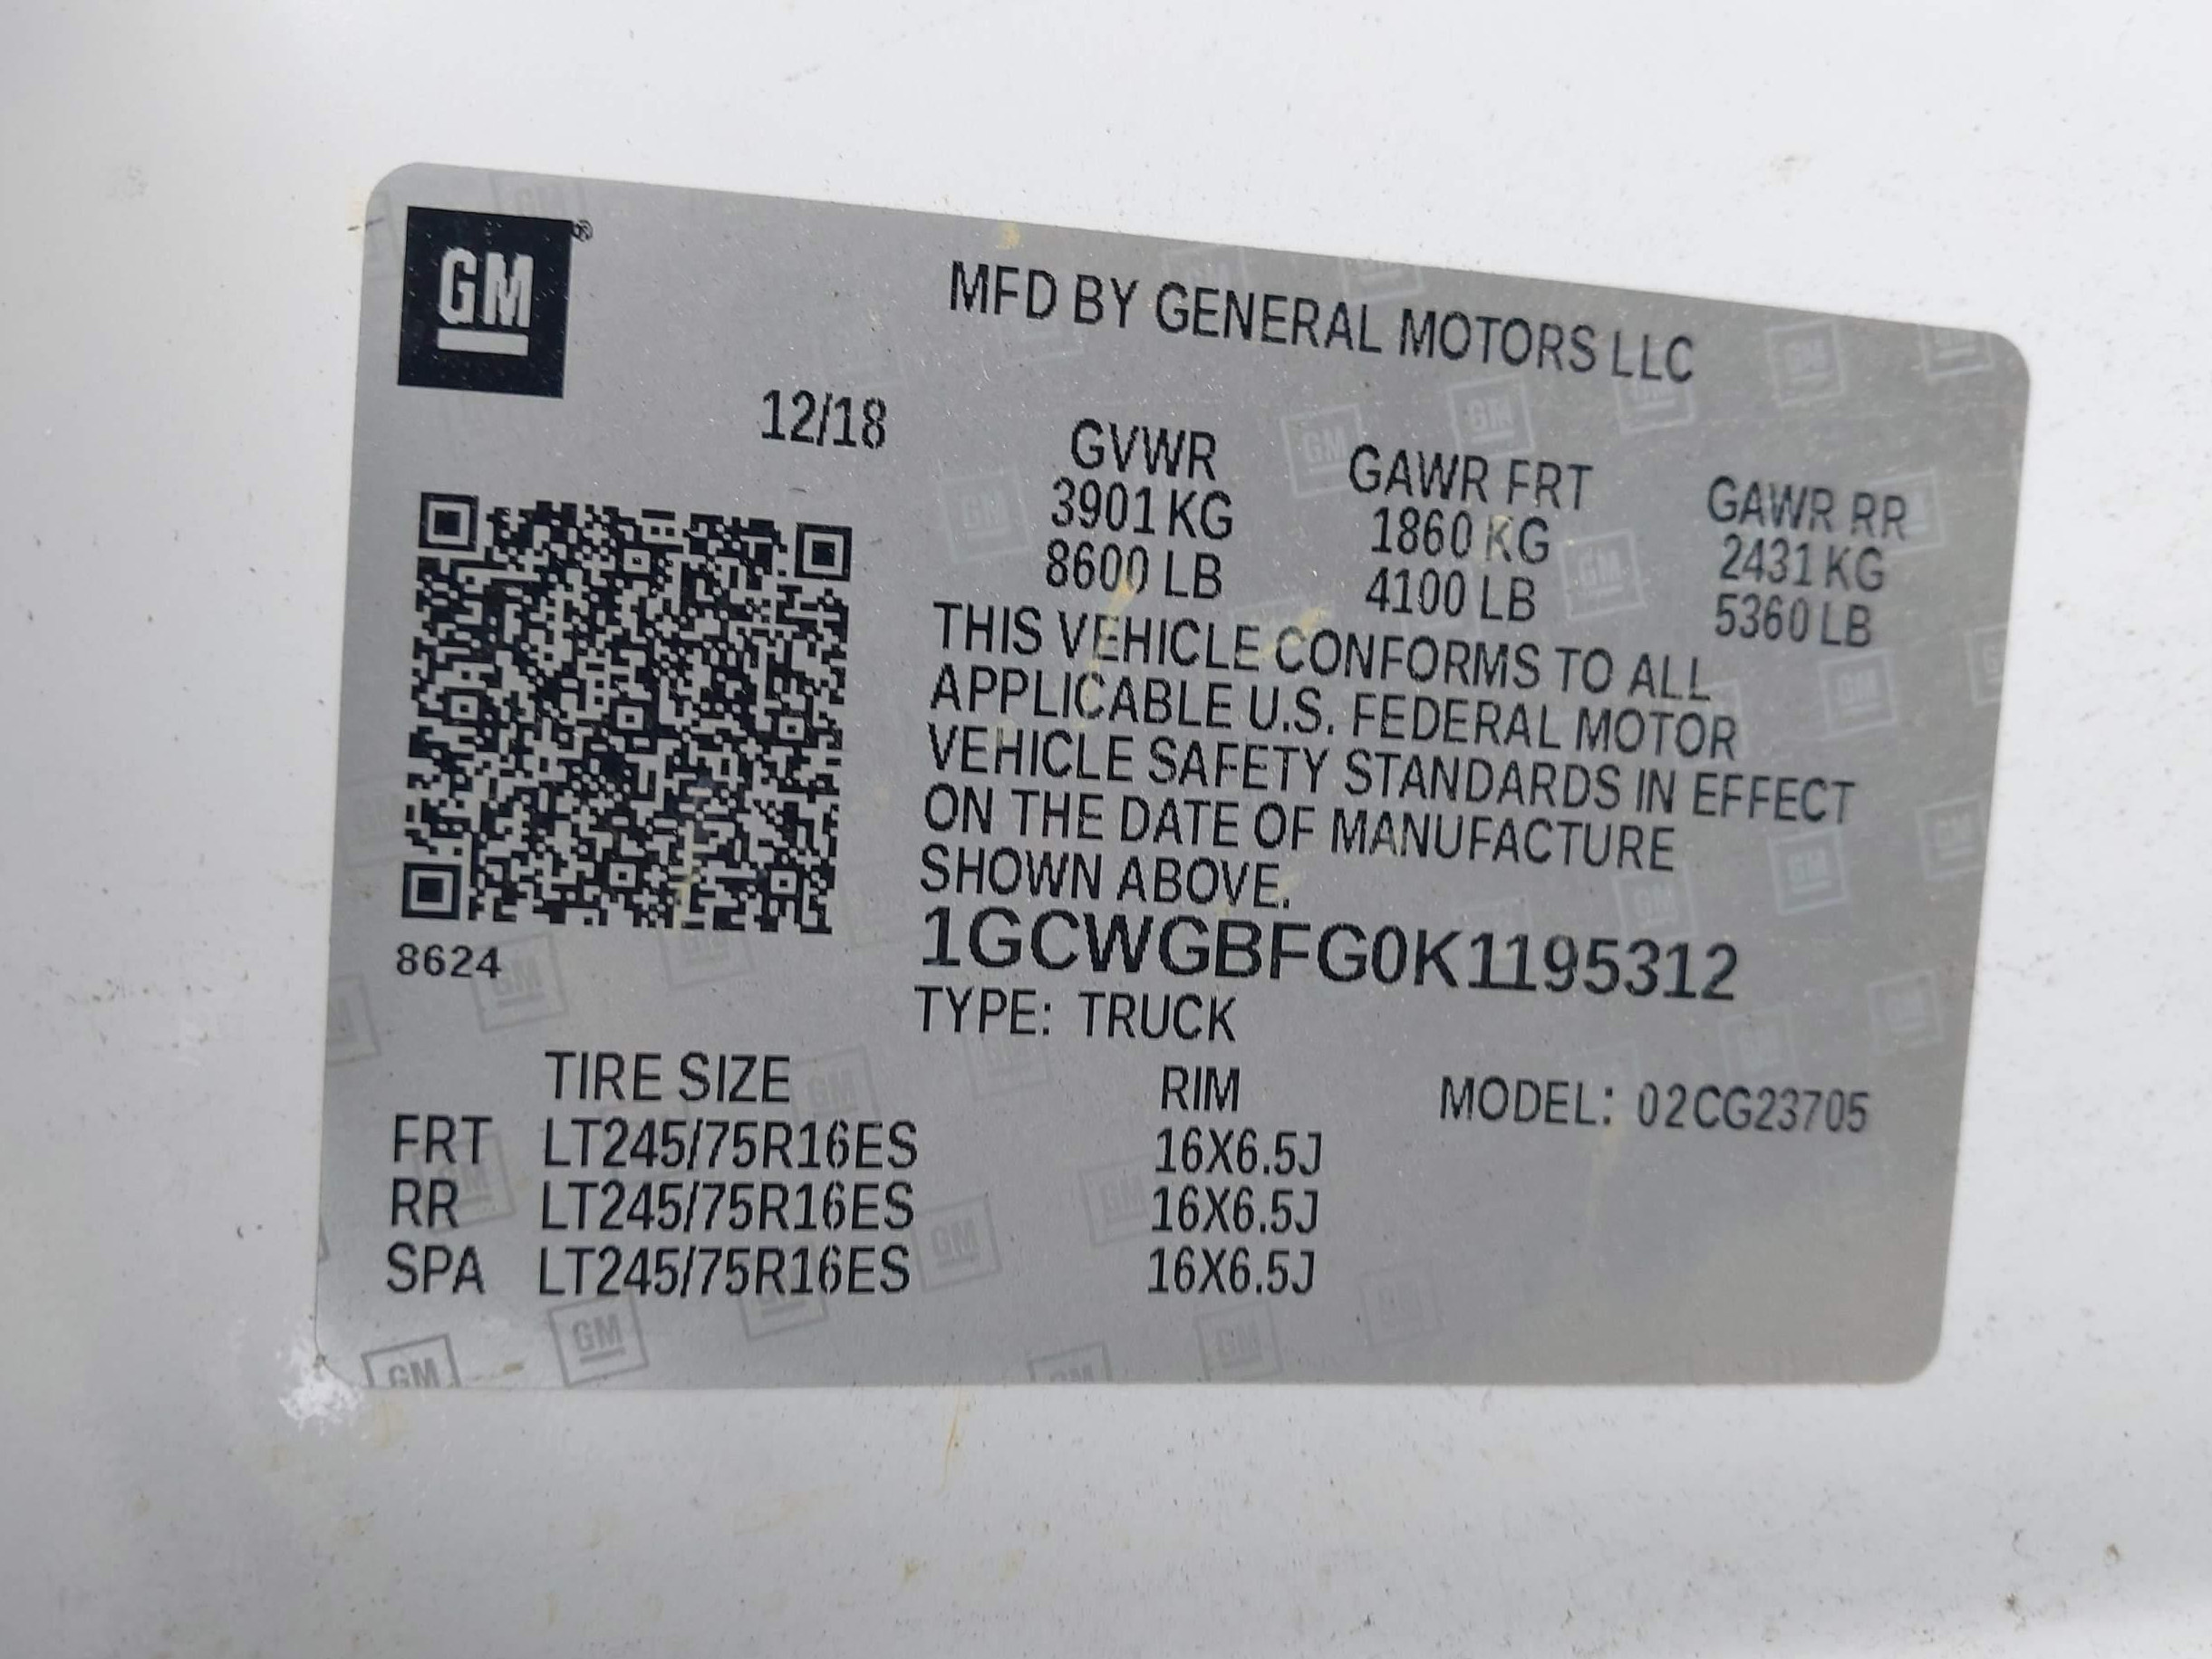 GM®
MFD BY GENERAL MOTORS LLC
12/18
GVWR GAWR FRT GAWR RR
3901 KG 1860 KG 2431 KG
8600 LB 4100 LB 5360 LB
THIS VEHICLE CONFORMS TO ALL
APPLICABLE U.S. FEDERAL MOTOR
VEHICLE SAFETY STANDARDS IN EFFECT
ON THE DATE OF MANUFACTURE
SHOWN ABOVE.
1GCWGBFG0K1195312
8624
TYPE: TRUCK
TIRE SIZE RIM MODEL: 02CG23705
FRT LT245/75R16ES 16X6.5J
RR LT245/75R16ES 16X6.5J
SPA LT245/75R16ES 16X6.5J